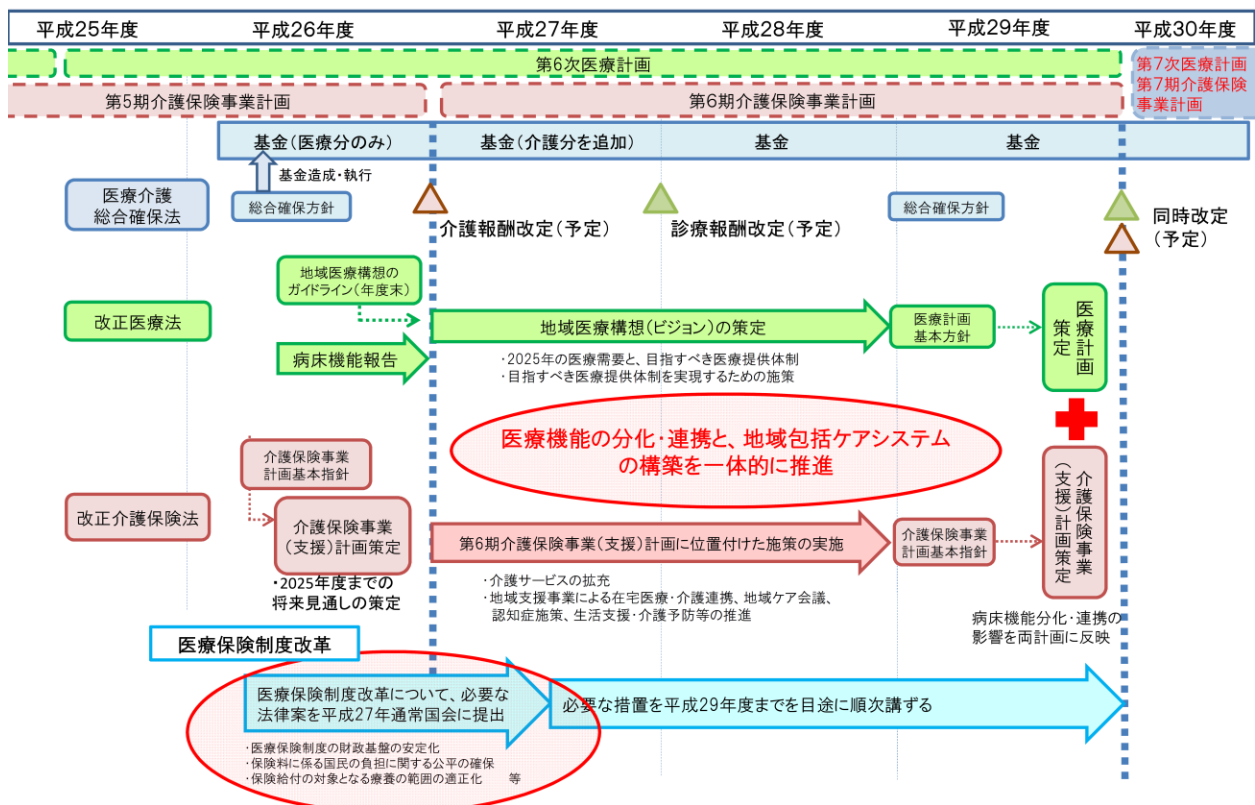 平成25年度
平成26年度
平成27年度
平成28年度
平成29年度
平成30年度
第6次医療計画
第7次医療計画
第7期介護保険
事業計画
第5期介護保険事業計画
第6期介護保険事業計画
基金(医療分のみ)
基金(介護分を追加)
基金
基金
基金造成・執行
医療介護
総合確保法
総合確保方針
介護報酬改定(予定)
診療報酬改定(予定)
総合確保方針
同時改定
(予定)
地域医療構想の
ガイドライン(年度末)
改正医療法
地域医療構想(ビジョン)の策定
医療計画
基本方針
医療計画
策定
病床機能報告
・2025年の医療需要と、目指すべき医療提供体制
・目指すべき医療提供体制を実現するための施策
医療機能の分化・連携と、地域包括ケアシステム
の構築を一体的に推進
介護保険事業
計画基本指針
改正介護保険法
介護保険事業
(支援)計画策定
・2025年度までの
将来見通しの策定
第6期介護保険事業(支援)計画に位置付けた施策の実施
介護保険事業
計画基本指針
介護保険事業
(支援)計画策定
・介護サービスの拡充
・地域支援事業による在宅医療・介護連携、地域ケア会議、
認知症施策、生活支援・介護予防等の推進
病床機能分化・連携の
影響を両計画に反映
医療保険制度改革
医療保険制度改革について、必要な
法律案を平成27年通常国会に提出
必要な措置を平成29年度までを目途に順次講ずる
・医療保険制度の財政基盤の安定化
・保険料に係る国民の負担に関する公平の確保
・保険給付の対象となる療養の範囲の適正化 等